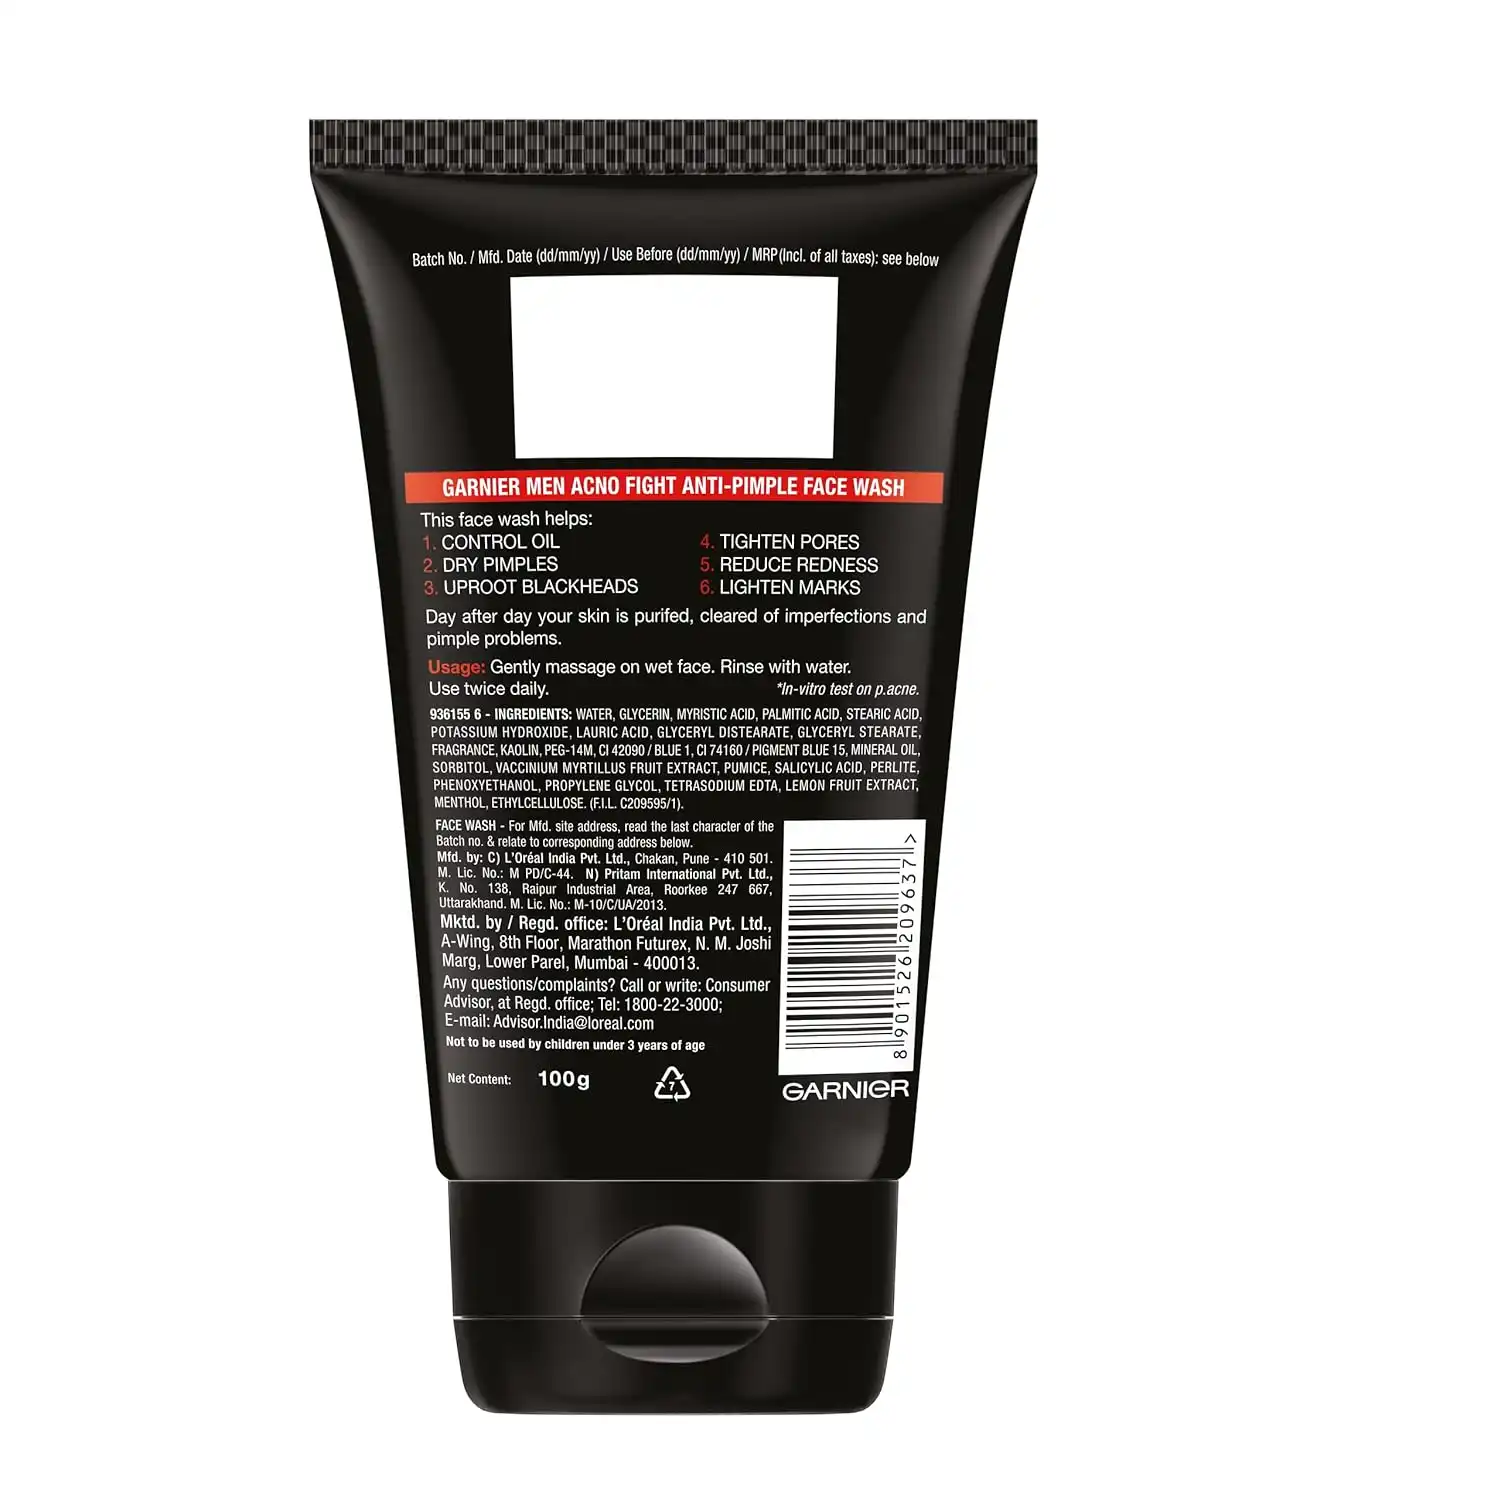 Batch No. / Mfd. Date (dd/mm/yy) / Use Before (dd/mm/yy) / MRP(Incl. of all taxes): see below
GARNIER MEN ACNO FIGHT ANTI-PIMPLE FACE WASH
This face wash helps:
1. CONTROL OIL
2. DRY PIMPLES
3. UPROOT BLACKHEADS
4. TIGHTEN PORES
5. REDUCE REDNESS
6. LIGHTEN MARKS
Day after day your skin is purifed, cleared of imperfections and
pimple problems.
Usage: Gently massage on wet face. Rinse with water.
Use twice daily.
*In-vitro test on p.acne.
936155 6 - INGREDIENTS: WATER, GLYCERIN, MYRISTIC ACID, PALMITIC ACID, STEARIC ACID,
POTASSIUM HYDROXIDE, LAURIC ACID, GLYCERYL DISTEARATE, GLYCERYL STEARATE,
FRAGRANCE, KAOLIN, PEG-14M, CI 42090 / BLUE 1, CI 74160 / PIGMENT BLUE 15, MINERAL OIL,
SORBITOL, VACCINIUM MYRTILLUS FRUIT EXTRACT, PUMICE, SALICYLIC ACID, PERLITE,
PHENOXYETHANOL, PROPYLENE GLYCOL, TETRASODIUM EDTA, LEMON FRUIT EXTRACT,
MENTHOL, ETHYLCELLULOSE. (F.I.L. C209595/1).
FACE WASH - For Mfd. site address, read the last character of the
Batch no. & relate to corresponding address below.
Mfd. by: C) L'Oréal India Pvt. Ltd., Chakan, Pune - 410 501.
M. Lic. No.: M PD/C-44. N) Pritam International Pvt. Ltd.,
K. No. 138, Raipur Industrial Area, Roorkee 247 667,
Uttarakhand. M. Lic. No.: M-10/C/UA/2013.
Mktd. by / Regd. office: L'Oréal India Pvt. Ltd.,
A-Wing, 8th Floor, Marathon Futurex, N. M. Joshi
Marg, Lower Parel, Mumbai - 400013.
Any questions/complaints? Call or write: Consumer
Advisor, at Regd. office; Tel: 1800-22-3000;
E-mail: Advisor.India@loreal.com
Not to be used by children under 3 years of age
Net Content: 100g
7
8 901526 209637 >
GARNIER